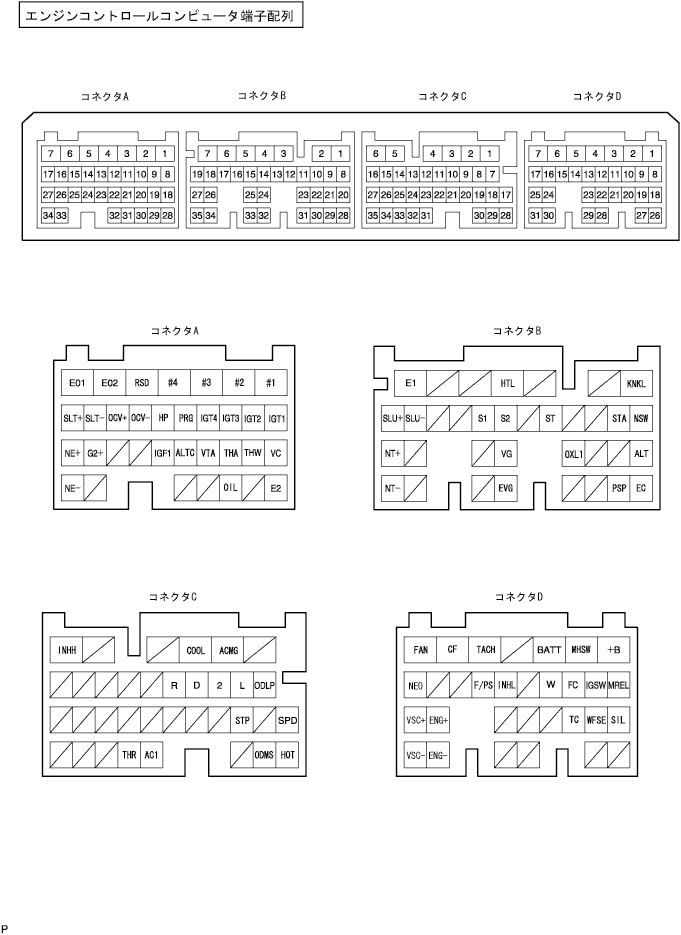 エンジンコントロールコンピュータ端子配列
コネクタA コネクタB コネクタC コネクタD
7 6 5 4 3 2 1 7 6 5 4 3 2 1 6 5 4 3 2 1 7 6 5 4 3 2 1
17 16 15 14 13 12 11 10 9 8 19 18 17 16 15 14 13 12 11 10 9 8 16 15 14 13 12 11 10 9 8 7 17 16 15 14 13 12 11 10 9 8
27 26 25 24 23 22 21 20 19 18 27 26 25 24 23 22 21 20 26 25 24 23 22 21 20 19 18 17 25 24 23 22 21 20 19 18
34 33 32 31 30 29 28 35 34 33 32 31 30 29 28 35 34 33 32 31 30 29 28 31 30 29 28 27 26
コネクタA
E01 E02 RSD #4 #3 #2 #1
SLT+ SLT- OCV+ OCV- HP PRG IGT4 IGT3 IGT2 IGT1
NE+ G2+ IGF1 ALTC VTA THA THW VC
NE- OIL E2
コネクタB
E1 HTL KNKL
SLU+ SLU- S1 S2 ST STA NSW
NT+ VG OXL1 ALT
NT- EVG PSP EC
コネクタC
INHH COOL ACMG
R D 2 L ODLP
STP SPD
THR AC1 ODMS HOT
コネクタD
FAN CF TACH BATT MHSW +B
NEO F/PS INHL W FC IGSW MREL
VSC+ ENG+ TC WFSE SIL
VSC- ENG-
P